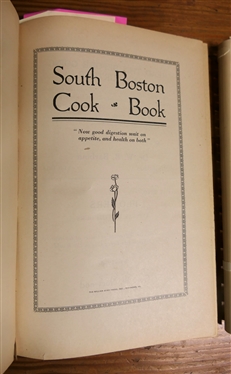 South Boston
Cook Book
"Now good digestion wait on
appetite, and health on both"